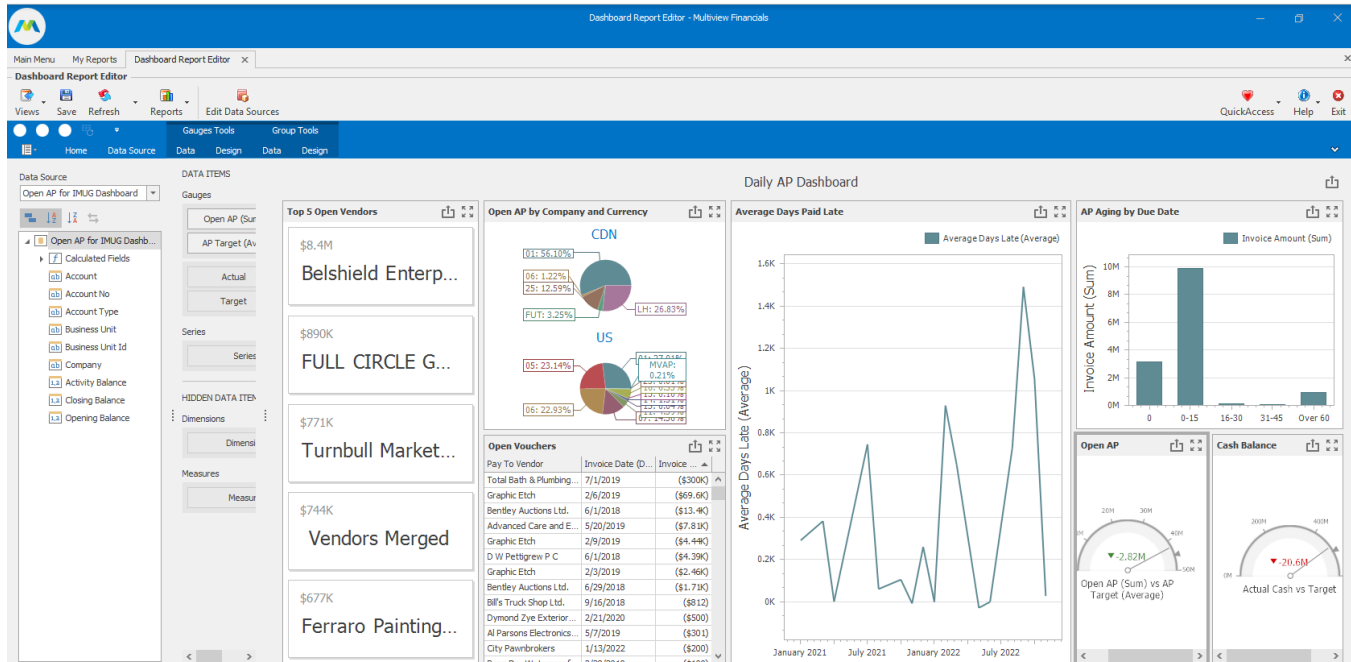 Dashboard Report Editor - Multiview Financials
Main Menu My Reports Dashboard Report Editor X
Dashboard Report Editor
Views Save Refresh Reports Edit Data Sources QuickAccess Help Exit
Gauges Tools Group Tools
Home Data Source Data Design Data Design
Data Source
Open AP for IMUG Dashboard
Open AP for IMUG Dashb...
Calculated Fields
Account
Account No
Account Type
Business Unit
Business Unit Id
Company
Activity Balance
Closing Balance
Opening Balance
DATA ITEMS
Gauges
Open AP (Sur
AP Target (Av
Actual
Target
Series
Series
HIDDEN DATA ITEM
Dimensions
Dimensi
Measures
Measur
Daily AP Dashboard
Top 5 Open Vendors
$8.4M
Belshield Enterp...
$890K
FULL CIRCLE G...
$771K
Turnbull Market...
$744K
Vendors Merged
$677K
Ferraro Painting...
Open AP by Company and Currency
CDN
01: 56.10%
06: 1.22%
25: 12.59%
FUT: 3.25%
LH: 26.83%
US
05: 23.14%
MVAP:
0.21%
06: 22.93%
Open Vouchers
Pay To Vendor Invoice Date (D... Invoice ...
Total Bath & Plumbing... 7/1/2019 ($300K)
Graphic Etch 2/6/2019 ($69.6K)
Bentley Auctions Ltd. 6/1/2018 ($13.4K)
Advanced Care and E... 5/20/2019 ($7.81K)
Graphic Etch 2/9/2019 ($4.44K)
D W Pettigrew P C 6/1/2018 ($4.39K)
Graphic Etch 2/3/2019 ($2.46K)
Bentley Auctions Ltd. 6/29/2018 ($1.71K)
Bill's Truck Shop Ltd. 9/16/2018 ($812)
Dymond Zye Exterior... 2/21/2020 ($500)
Al Parsons Electronics... 5/7/2019 ($301)
City Pawnbrokers 1/13/2022 ($200)
Average Days Paid Late
Average Days Late (Average)
Average Days Late (Average)
1.6K
1.4K
1.2K
1K
0.8K
0.6K
0.4K
0.2K
0K
January 2021 July 2021 January 2022 July 2022
AP Aging by Due Date
Invoice Amount (Sum)
Invoice Amount (Sum)
10M
8M
6M
4M
2M
0M
0 0-15 16-30 31-45 Over 60
Open AP
20M 30M
40M
50M
-2.82M
Open AP (Sum) vs AP
Target (Average)
Cash Balance
200M 400M
0M
-20.6M
Actual Cash vs Target